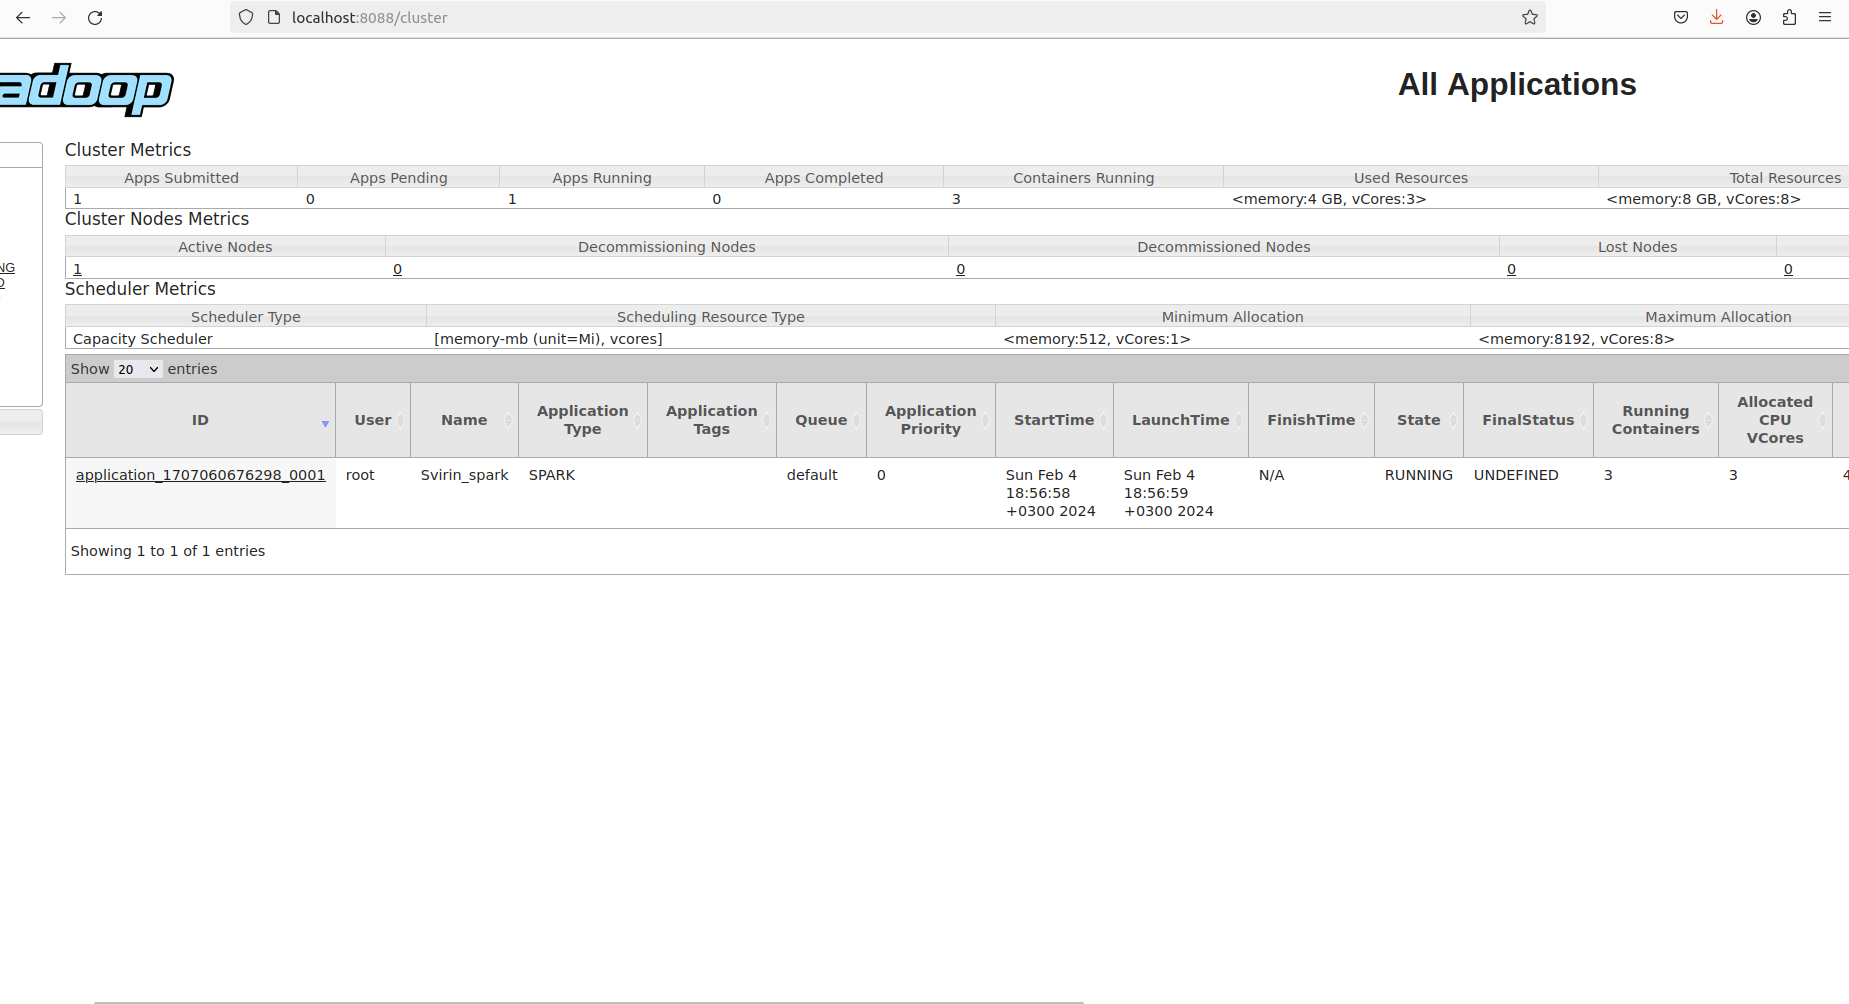 localhost:8088/cluster
adoop
All Applications
Cluster Metrics
Apps Submitted Apps Pending Apps Running Apps Completed Containers Running Used Resources Total Resources
1 0 1 0 3 <memory:4 GB, vCores:3> <memory:8 GB, vCores:8>
Cluster Nodes Metrics
Active Nodes Decommissioning Nodes Decommissioned Nodes Lost Nodes
1 0 0 0 0
NG
Scheduler Metrics
Scheduler Type Scheduling Resource Type Minimum Allocation Maximum Allocation
Capacity Scheduler [memory-mb (unit=Mi), vcores] <memory:512, vCores:1> <memory:8192, vCores:8>
Show 20 entries
ID User Name Application Type Application Tags Queue Application Priority StartTime LaunchTime FinishTime State FinalStatus Running Containers Allocated CPU VCores
application_1707060676298_0001 root Svirin_spark SPARK default 0 Sun Feb 4 18:56:58 +0300 2024 Sun Feb 4 18:56:59 +0300 2024 N/A RUNNING UNDEFINED 3 3 4
Showing 1 to 1 of 1 entries